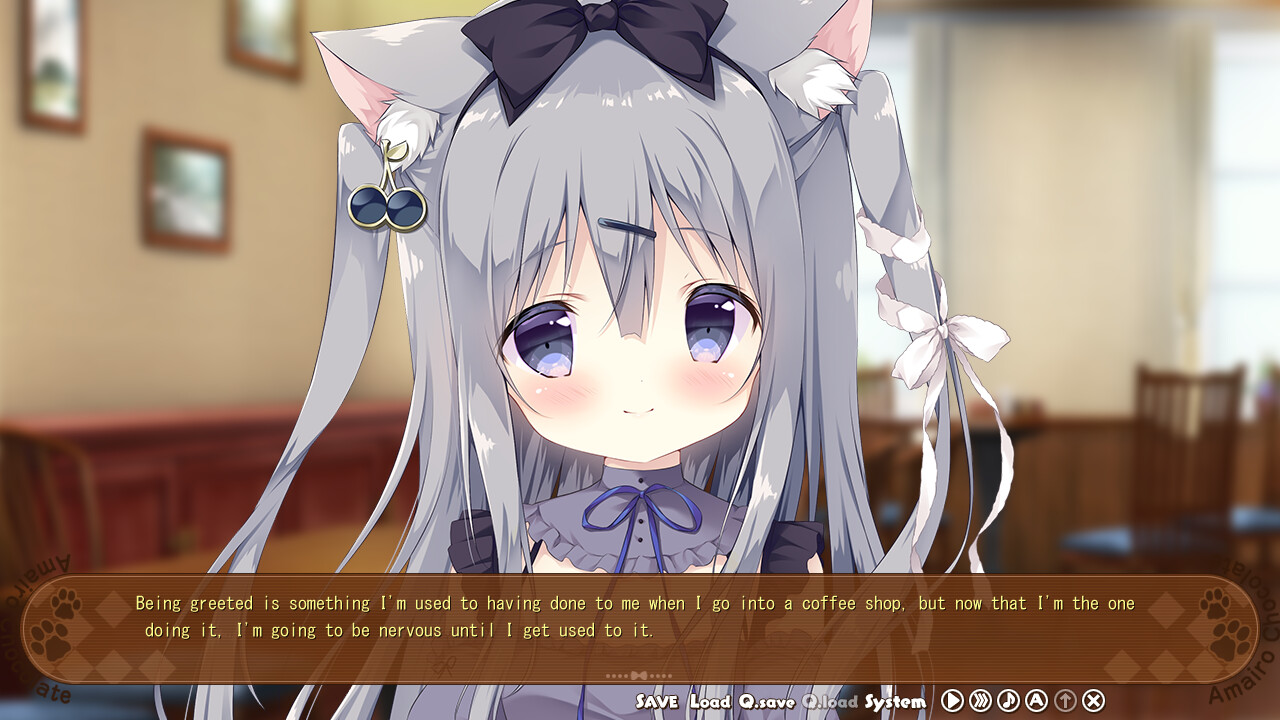 Being greeted is something I'm used to having done to me when I go into a coffee shop, but now that I'm the one
doing it, I'm going to be nervous until I get used to it.
SAVE Load Q.save Q.load System
A
Amairo